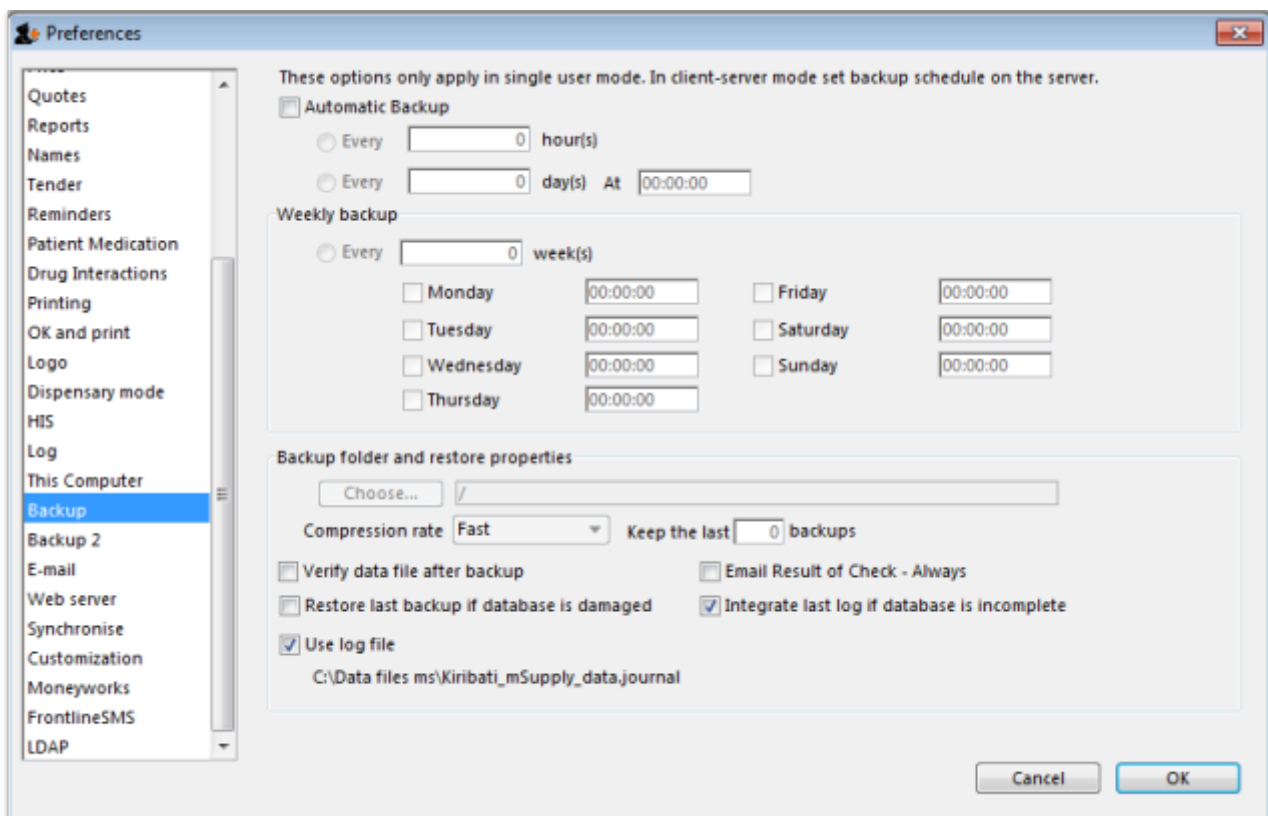 Preferences
Quotes
Reports
Names
Tender
Reminders
Patient Medication
Drug Interactions
Printing
OK and print
Logo
Dispensary mode
HIS
Log
This Computer
Backup
Backup 2
E-mail
Web server
Synchronise
Customization
Moneyworks
FrontlineSMS
LDAP
These options only apply in single user mode. In client-server mode set backup schedule on the server.
Automatic Backup
Every 0 hour(s)
Every 0 day(s) At 00:00:00
Weekly backup
Every 0 week(s)
Monday 00:00:00 Friday 00:00:00
Tuesday 00:00:00 Saturday 00:00:00
Wednesday 00:00:00 Sunday 00:00:00
Thursday 00:00:00
Backup folder and restore properties
Choose... /
Compression rate Fast Keep the last 0 backups
Verify data file after backup Email Result of Check - Always
Restore last backup if database is damaged Integrate last log if database is incomplete
Use log file
C:\Data files ms\Kiribati_mSupply_data.journal
Cancel OK